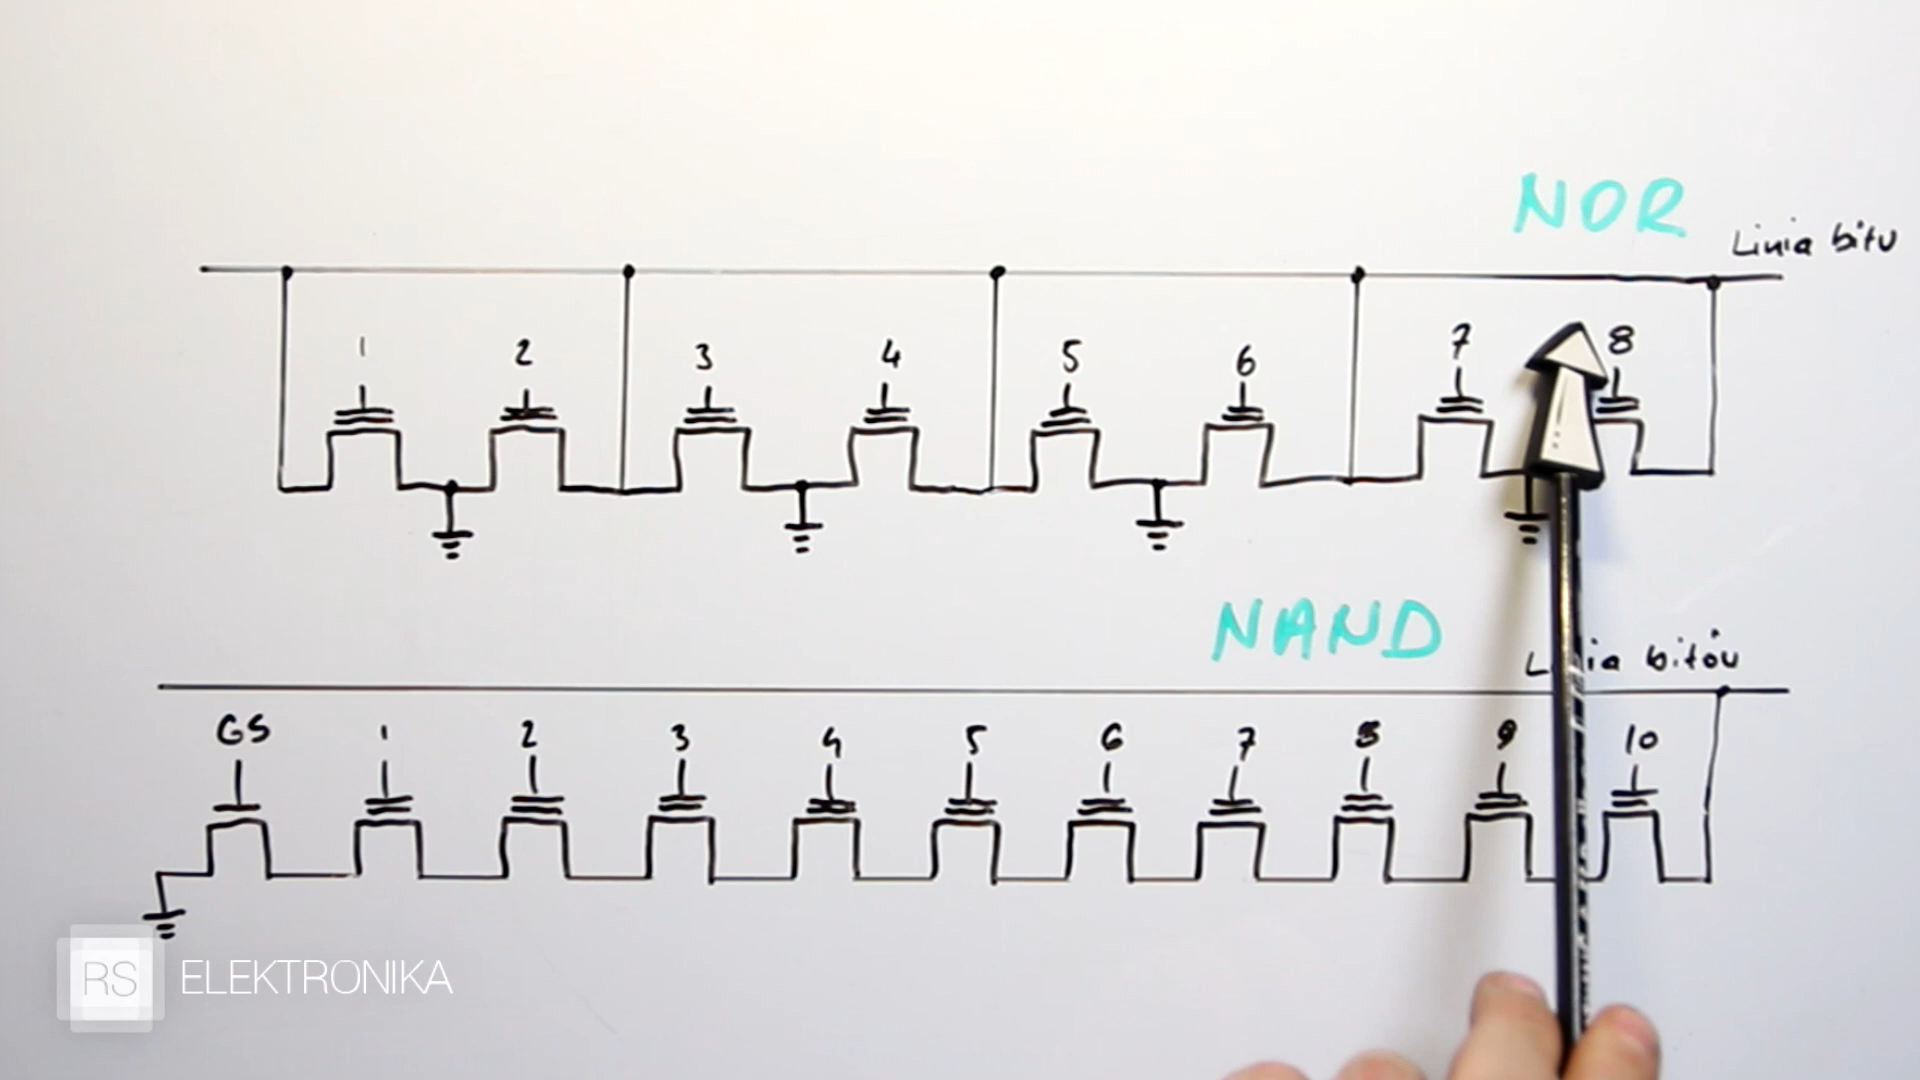 NOR
Linia bitu
1 2 3 4 5 6 7 8
NAND
bitów
GS 1 2 3 4 5 6 7 8 9 10
RS ELEKTRONIKA